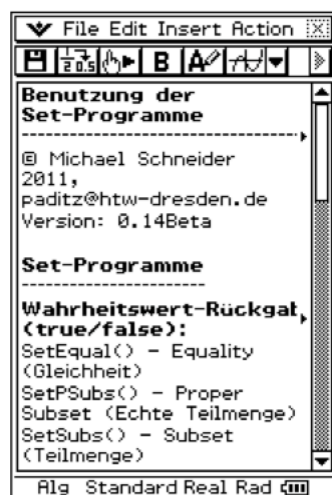 File Edit Insert Action
B A
Benutzung der
Set-Programme
---------------------------------
© Michael Schneider
2011,
paditz@htw-dresden.de
Version: 0.14Beta
Set-Programme
----------------------
Wahrheitswert-Rückgab
(true/false):
SetEqual() - Equality
(Gleichheit)
SetPSubs() - Proper
Subset (Echte Teilmenge)
SetSubs() - Subset
(Teilmenge)
Alg Standard Real Rad